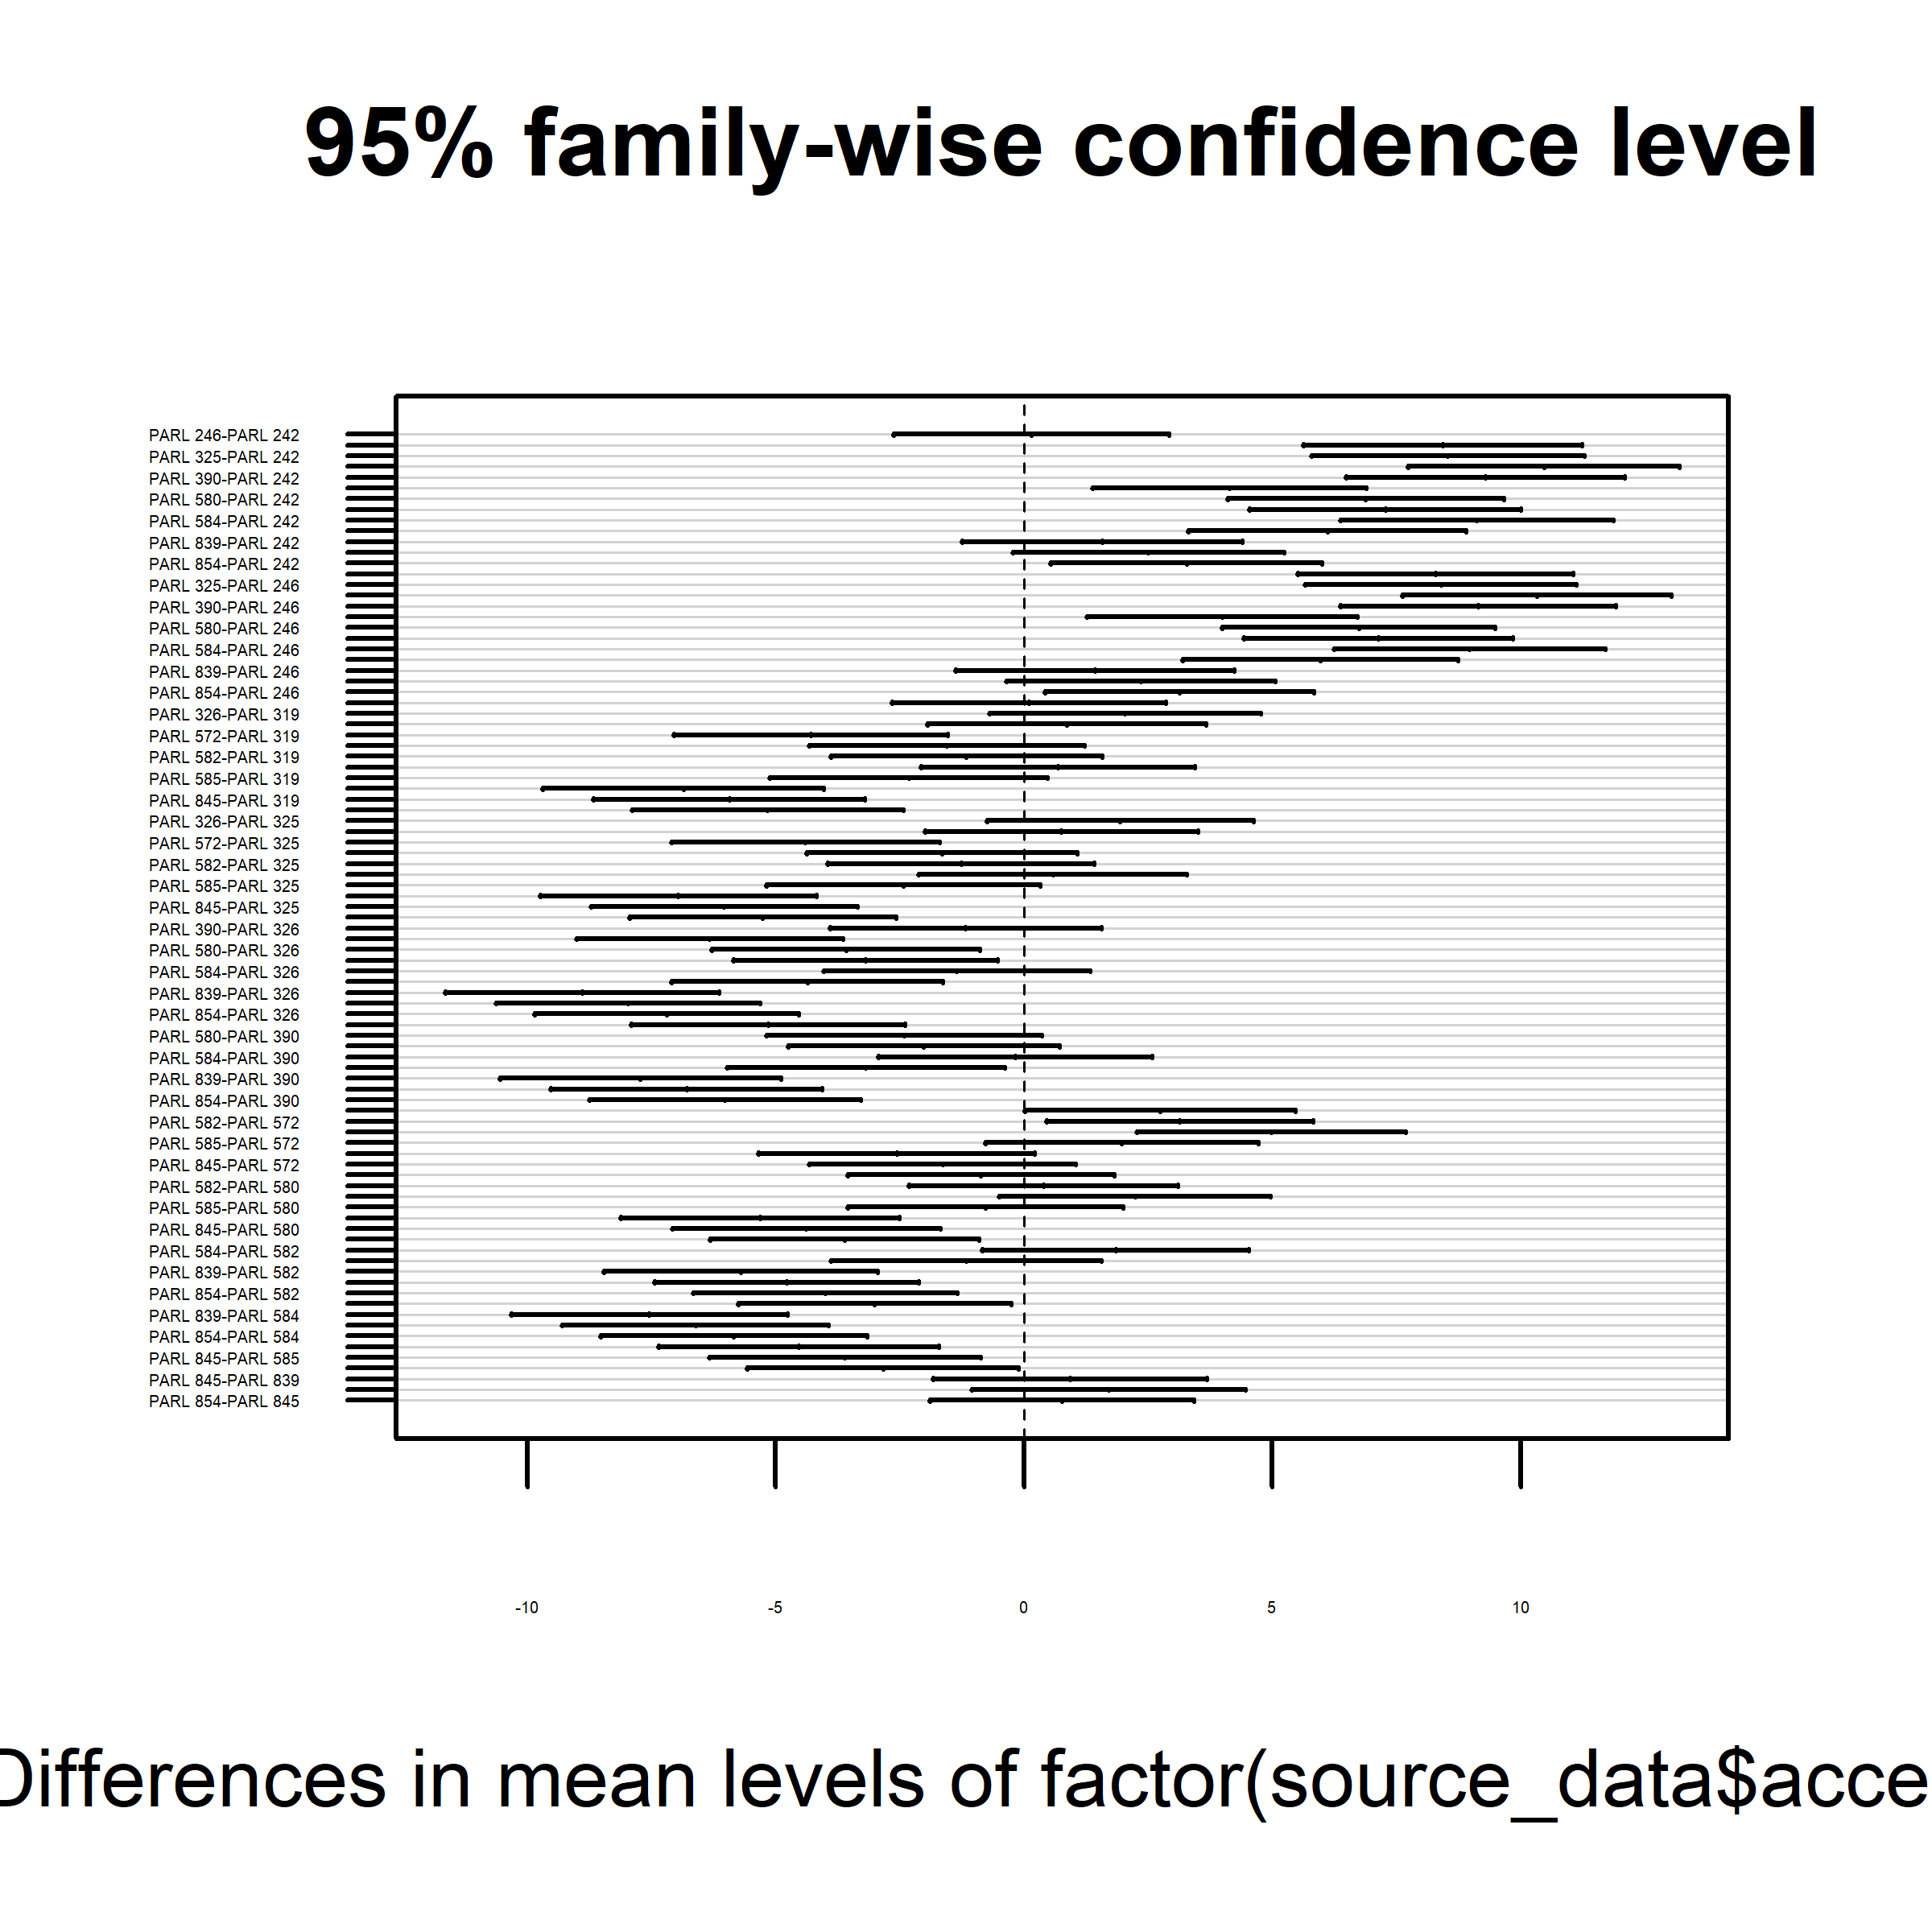 95% family-wise confidence level
PARL 246-PARL 242
PARL 325-PARL 242
PARL 390-PARL 242
PARL 580-PARL 242
PARL 584-PARL 242
PARL 839-PARL 242
PARL 854-PARL 242
PARL 325-PARL 246
PARL 390-PARL 246
PARL 580-PARL 246
PARL 584-PARL 246
PARL 839-PARL 246
PARL 854-PARL 246
PARL 326-PARL 319
PARL 572-PARL 319
PARL 582-PARL 319
PARL 585-PARL 319
PARL 845-PARL 319
PARL 326-PARL 325
PARL 572-PARL 325
PARL 582-PARL 325
PARL 585-PARL 325
PARL 845-PARL 325
PARL 390-PARL 326
PARL 580-PARL 326
PARL 584-PARL 326
PARL 839-PARL 326
PARL 854-PARL 326
PARL 580-PARL 390
PARL 584-PARL 390
PARL 839-PARL 390
PARL 854-PARL 390
PARL 582-PARL 572
PARL 585-PARL 572
PARL 845-PARL 572
PARL 582-PARL 580
PARL 585-PARL 580
PARL 845-PARL 580
PARL 584-PARL 582
PARL 839-PARL 582
PARL 854-PARL 582
PARL 839-PARL 584
PARL 854-PARL 584
PARL 845-PARL 585
PARL 845-PARL 839
PARL 854-PARL 845
-10 -5 0 5 10
Differences in mean levels of factor(source_data$acce